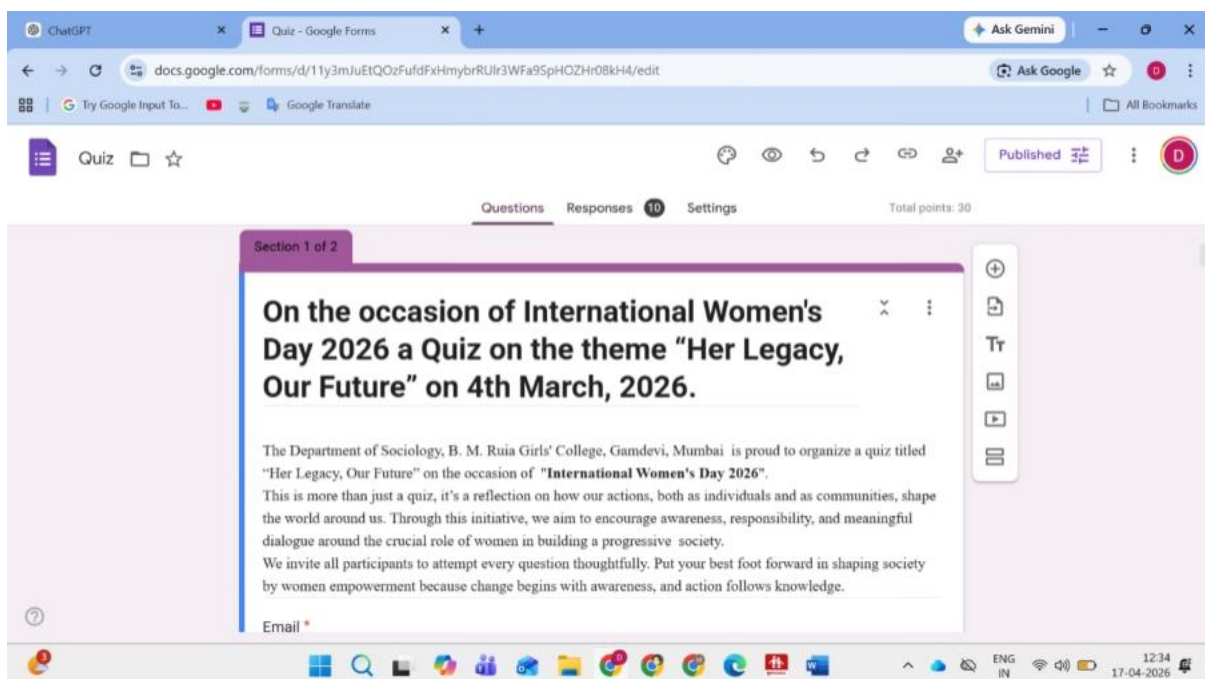 ChatGPT
Quiz - Google Forms
Ask Gemini
docs.google.com/forms/d/11y3mJuEtQOzFufdFxHmybrRUlr3WFa9SpHOZHr08kH4/edit
Ask Google
D
Try Google Input To...
Google Translate
All Bookmarks
Quiz
Published
D
Questions
Responses 10
Settings
Total points: 30
Section 1 of 2
On the occasion of International Women's
Day 2026 a Quiz on the theme “Her Legacy,
Our Future” on 4th March, 2026.
Tт
The Department of Sociology, B. M. Ruia Girls' College, Gamdevi, Mumbai is proud to organize a quiz titled
“Her Legacy, Our Future” on the occasion of "International Women's Day 2026".
This is more than just a quiz, it’s a reflection on how our actions, both as individuals and as communities, shape
the world around us. Through this initiative, we aim to encourage awareness, responsibility, and meaningful
dialogue around the crucial role of women in building a progressive society.
We invite all participants to attempt every question thoughtfully. Put your best foot forward in shaping society
by women empowerment because change begins with awareness, and action follows knowledge.
Email *
ENG
IN
12:34
17-04-2026